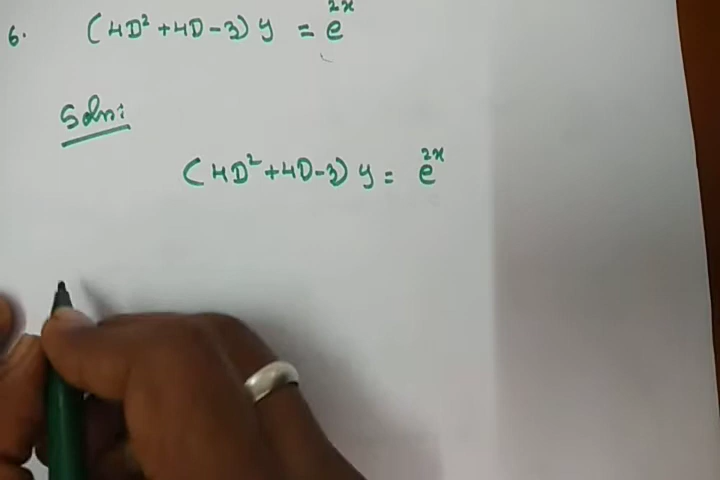 6. (4D² + 4D - 3) y = e^2x
Soln:
(4D² + 4D - 3) y = e^2x